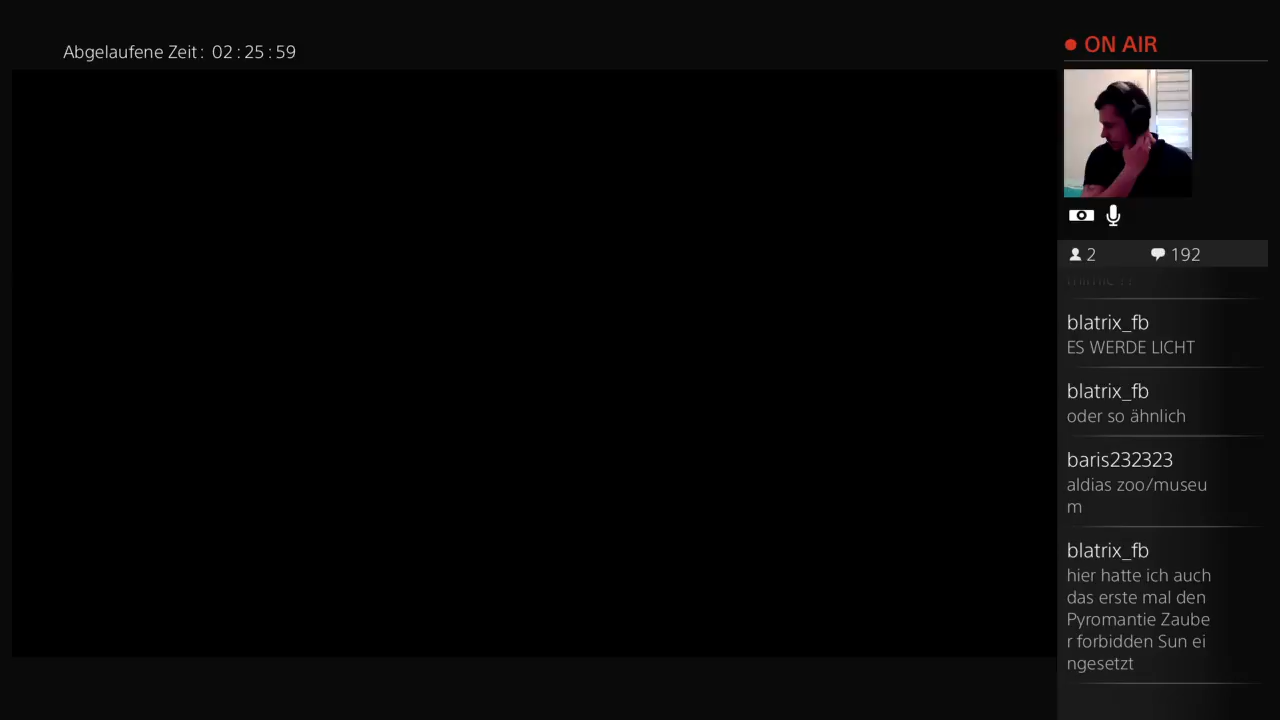 Abgelaufene Zeit: 02:25:59
ON AIR
2
192
blatrix_fb
ES WERDE LICHT
blatrix_fb
oder so ähnlich
baris232323
aldias zoo/museu
m
blatrix_fb
hier hatte ich auch
das erste mal den
Pyromantie Zaube
r forbidden Sun ei
ngesetzt